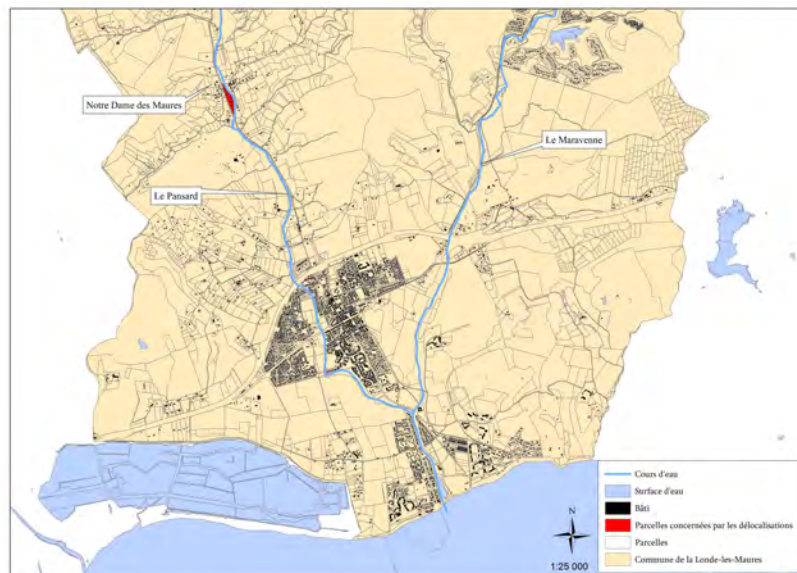 Notre Dame des Maures
Le Maravenne
Le Pansard
Cours d'eau
Surface d'eau
Bâti
Parcelles concernées par les délocalisations
Parcelles
Commune de la Londe-les-Maures
N
1:25 000